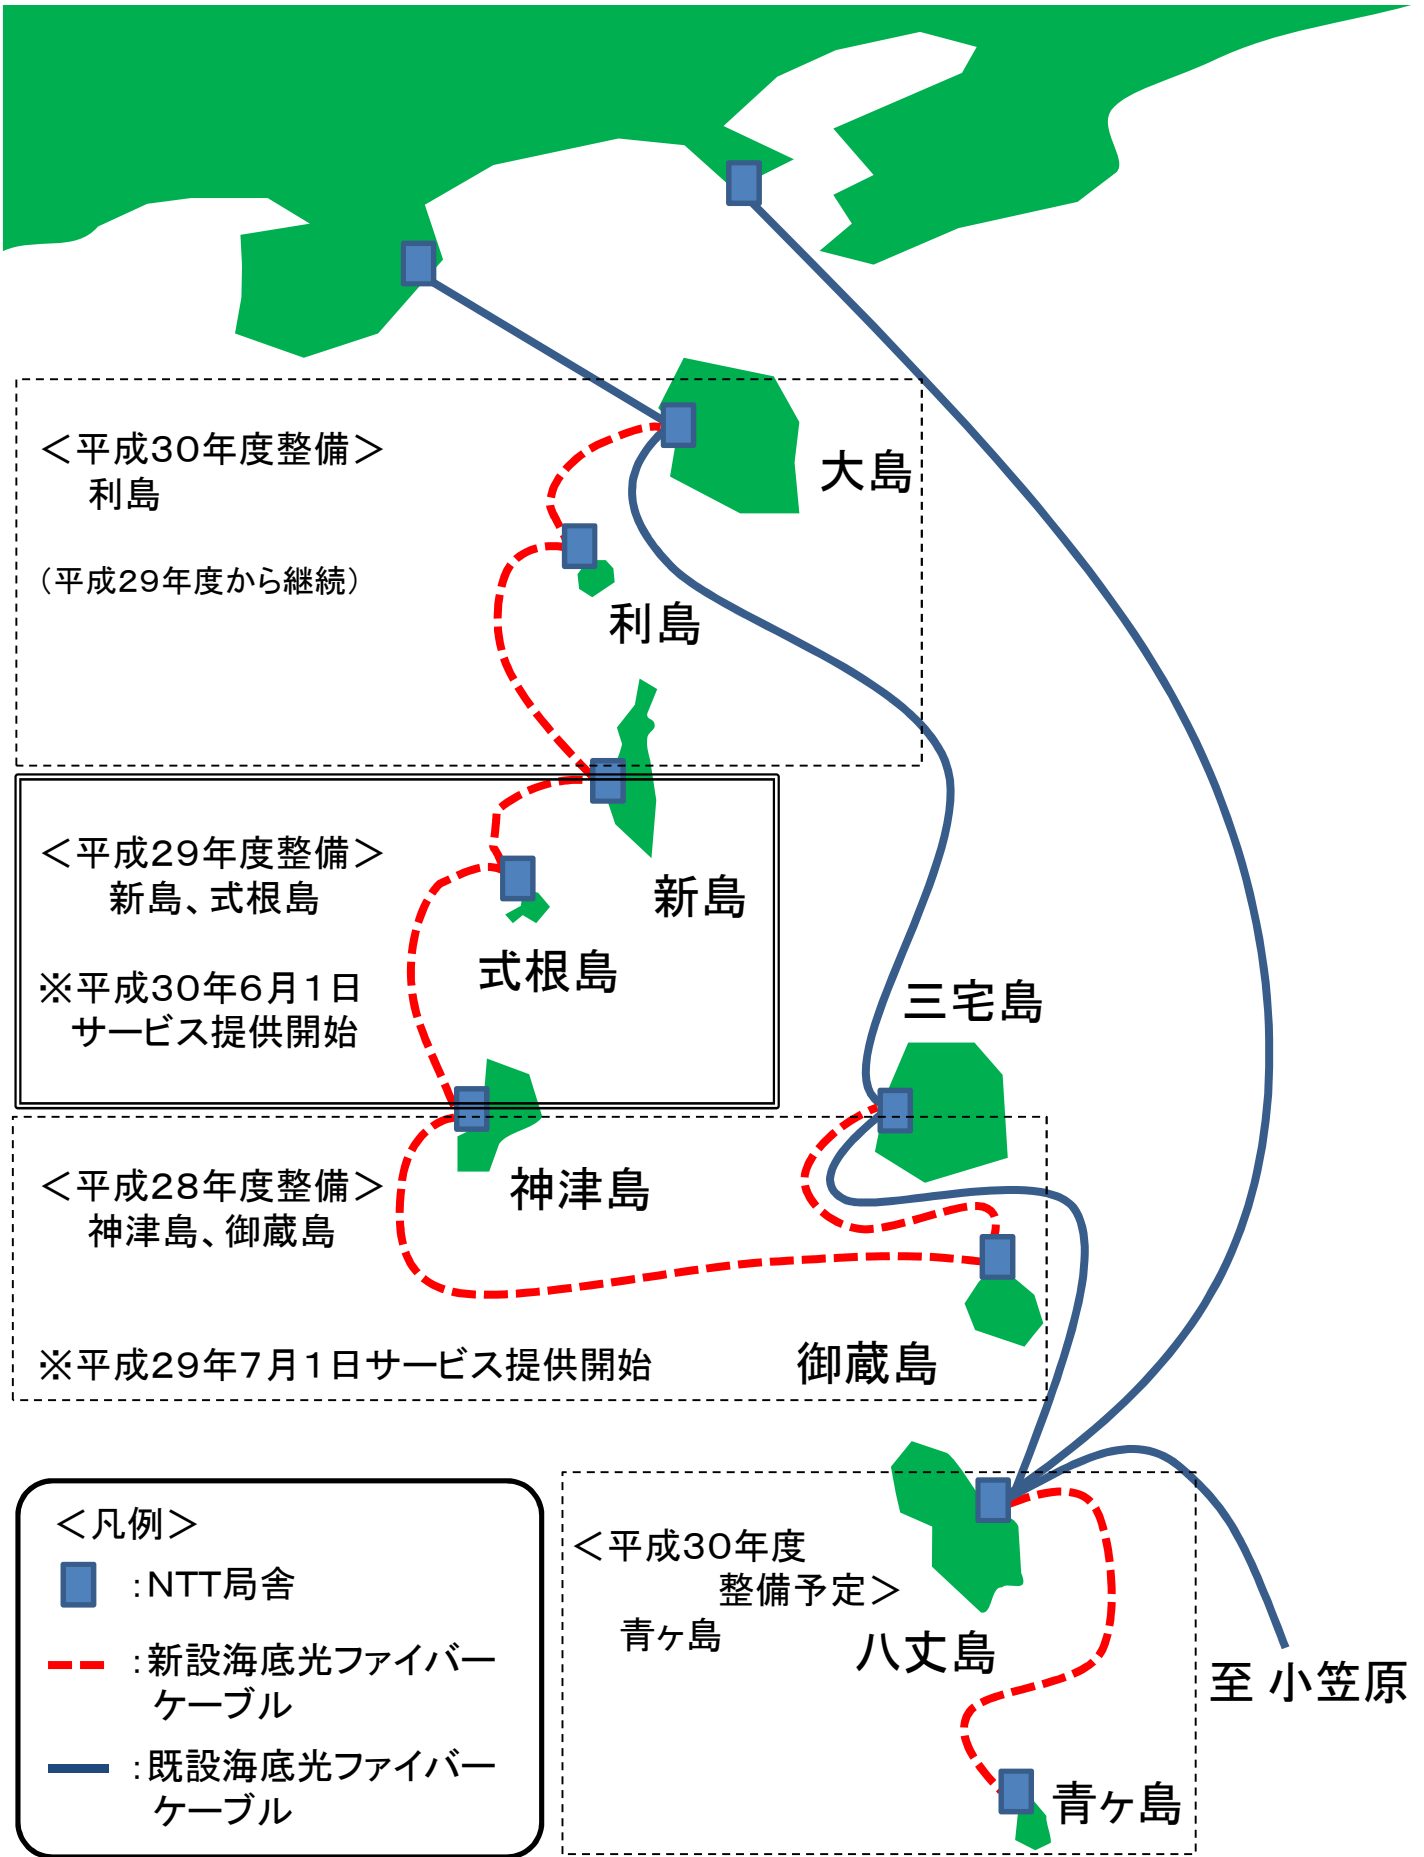 <平成30年度整備>
利島
(平成29年度から継続)
大島
利島
<平成29年度整備>
新島、式根島
※平成30年6月1日
サービス提供開始
新島
式根島
三宅島
<平成28年度整備>
神津島、御蔵島
※平成29年7月1日サービス提供開始
神津島
御蔵島
<凡例>
:NTT局舎
:新設海底光ファイバー
ケーブル
:既設海底光ファイバー
ケーブル
<平成30年度
整備予定>
青ヶ島
八丈島
至 小笠原
青ヶ島